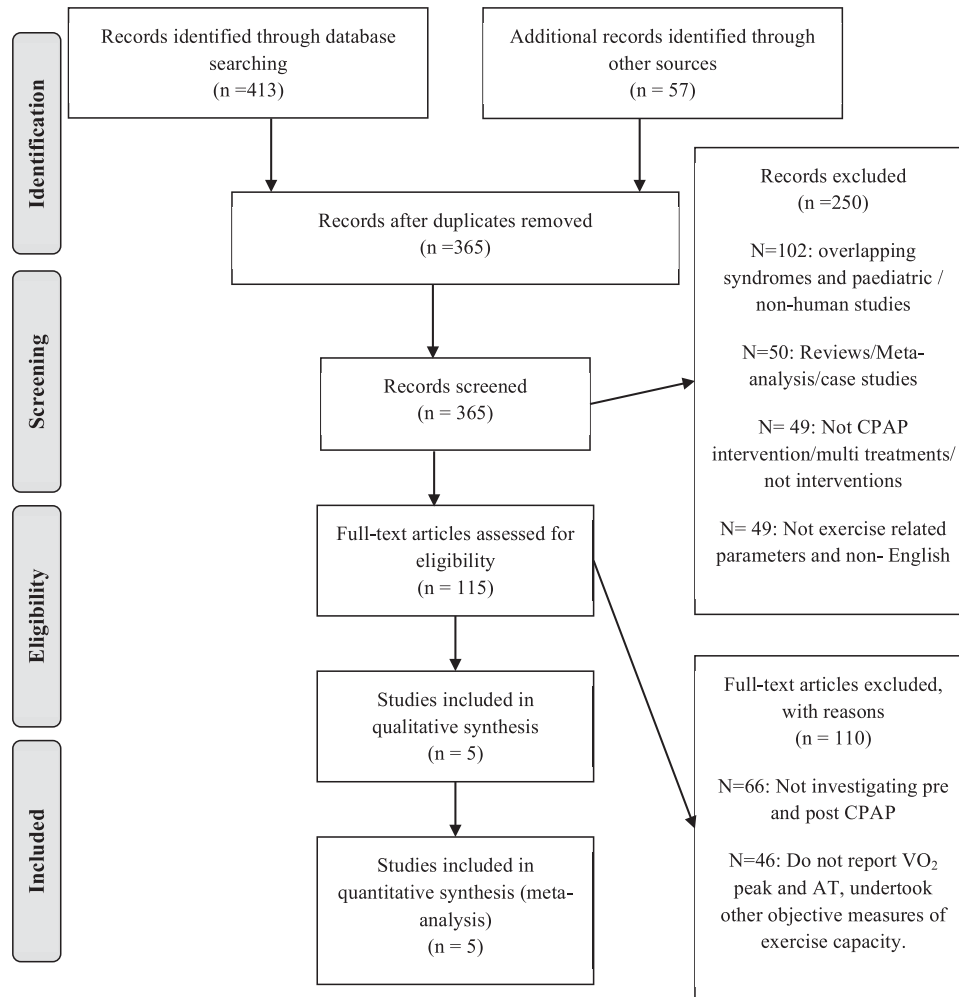 Records identified through database
searching
(n =413)
Additional records identified through
other sources
(n = 57)
Identification
Records after duplicates removed
(n =365)
Records excluded
(n =250)
N=102: overlapping
syndromes and paediatric /
non-human studies
N=50: Reviews/Meta-
analysis/case studies
N= 49: Not CPAP
intervention/multi treatments/
not interventions
N= 49: Not exercise related
parameters and non- English
Screening
Records screened
(n = 365)
Eligibility
Full-text articles assessed for
eligibility
(n = 115)
Studies included in
qualitative synthesis
(n = 5)
Full-text articles excluded,
with reasons
(n = 110)
N=66: Not investigating pre
and post CPAP
N=46: Do not report VO₂
peak and AT, undertook
other objective measures of
exercise capacity.
Included
Studies included in
quantitative synthesis (meta-
analysis)
(n = 5)